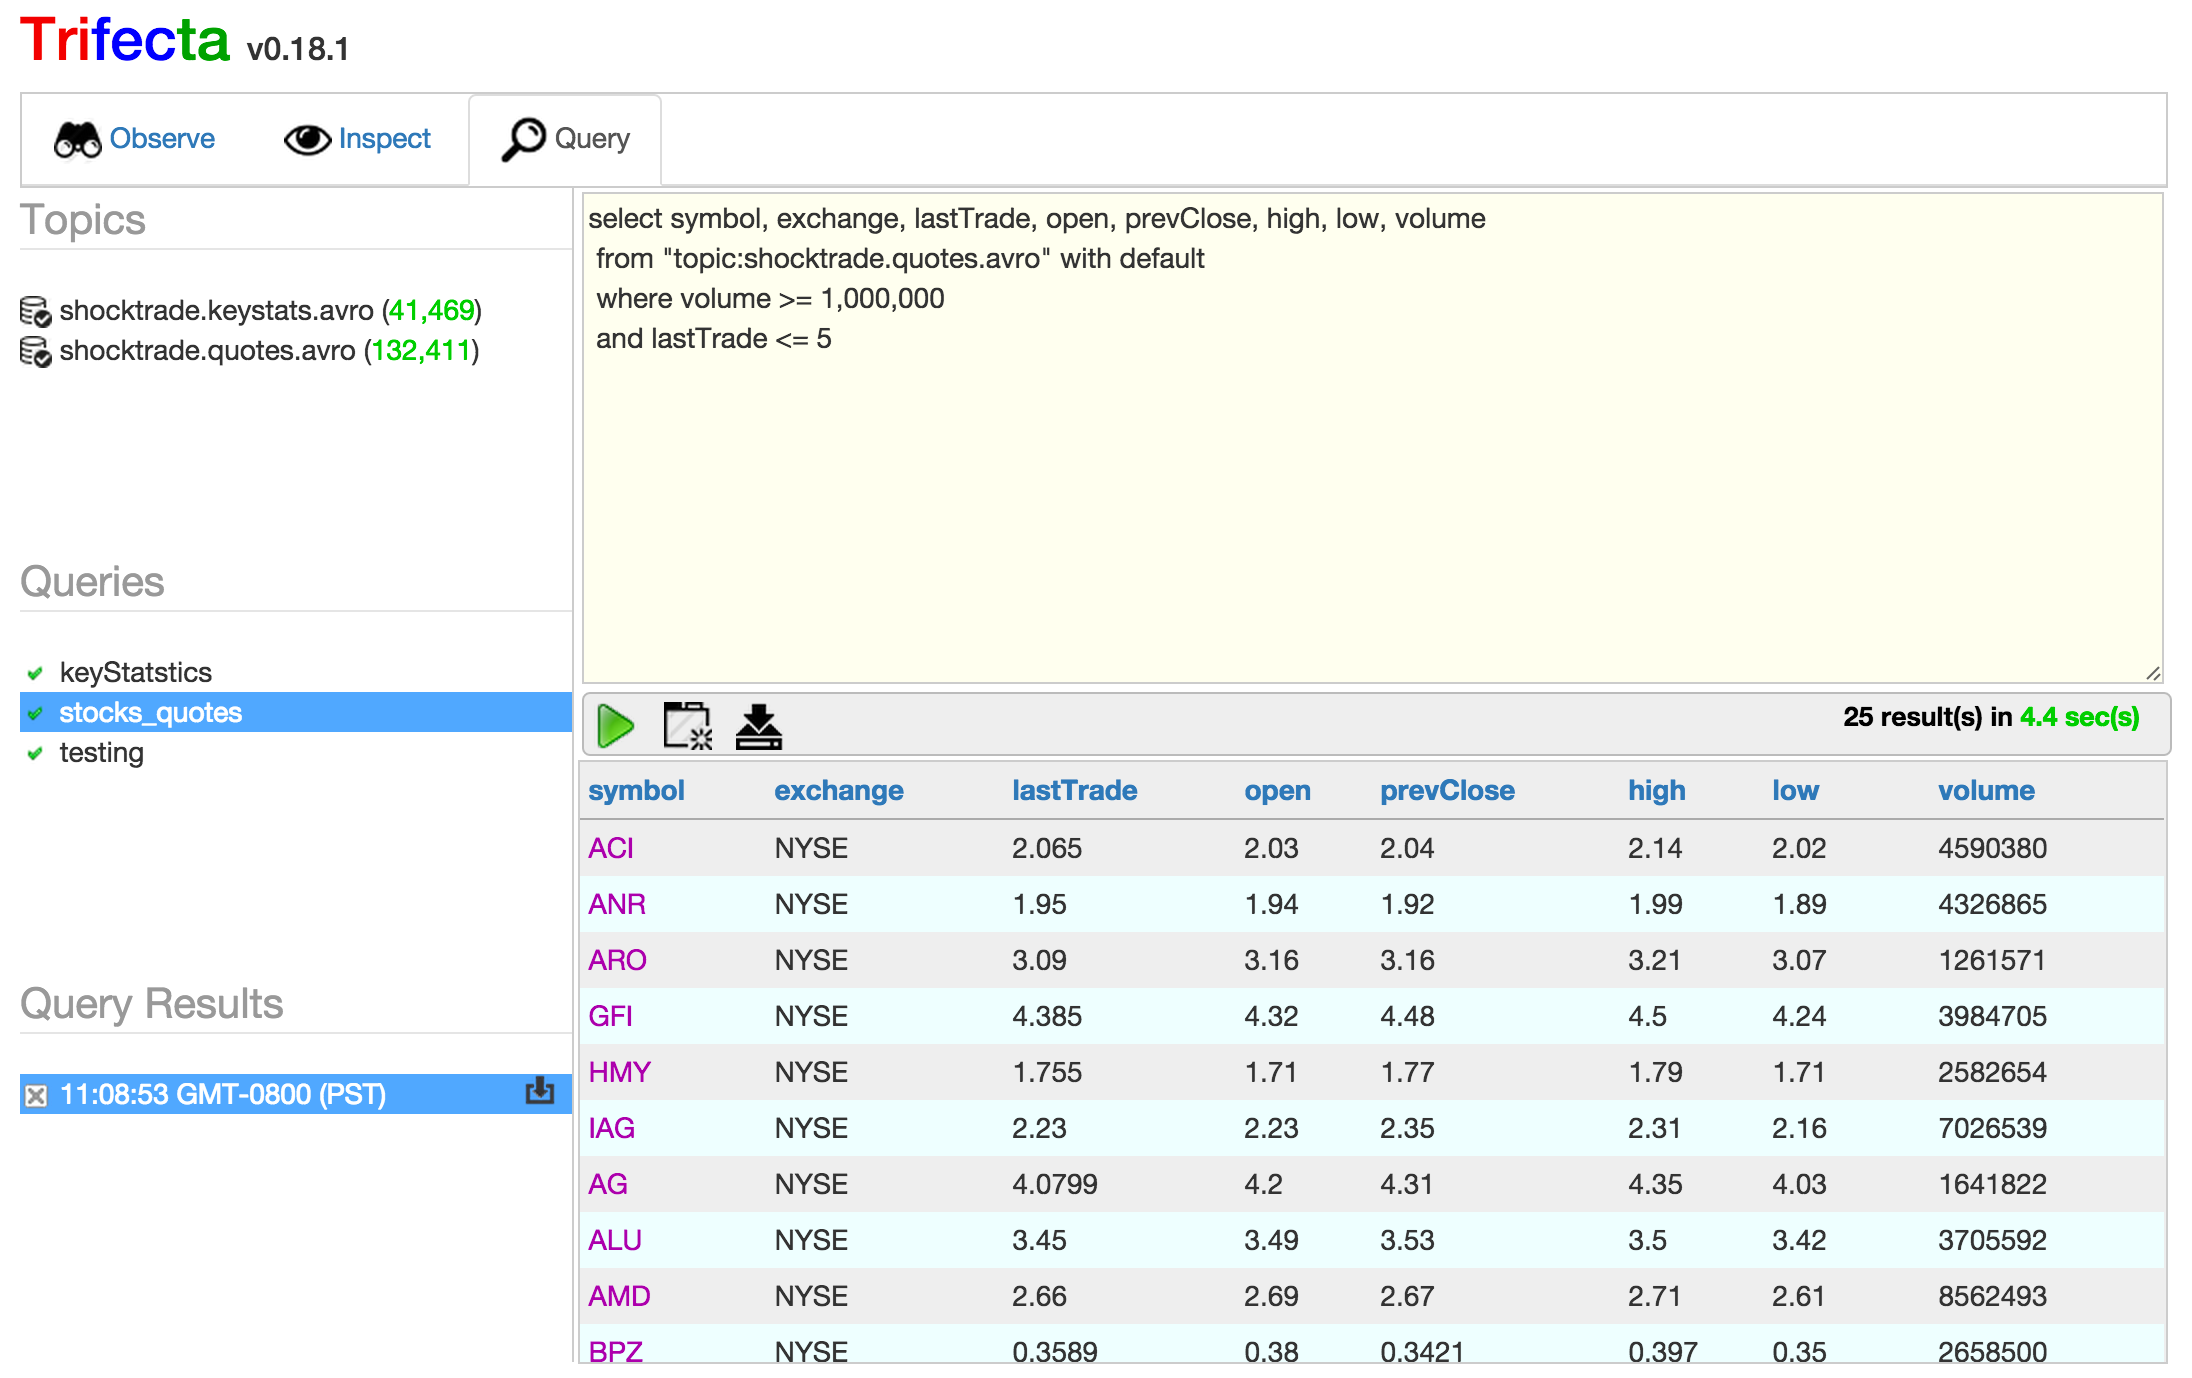 Trifecta v0.18.1
Observe Inspect Query
Topics
shocktrade.keystats.avro (41,469)
shocktrade.quotes.avro (132,411)
Queries
keyStatstics
stocks_quotes
testing
Query Results
11:08:53 GMT-0800 (PST)
select symbol, exchange, lastTrade, open, prevClose, high, low, volume
from "topic:shocktrade.quotes.avro" with default
where volume >= 1,000,000
and lastTrade <= 5
25 result(s) in 4.4 sec(s)
symbol exchange lastTrade open prevClose high low volume
ACI NYSE 2.065 2.03 2.04 2.14 2.02 4590380
ANR NYSE 1.95 1.94 1.92 1.99 1.89 4326865
ARO NYSE 3.09 3.16 3.16 3.21 3.07 1261571
GFI NYSE 4.385 4.32 4.48 4.5 4.24 3984705
HMY NYSE 1.755 1.71 1.77 1.79 1.71 2582654
IAG NYSE 2.23 2.23 2.35 2.31 2.16 7026539
AG NYSE 4.0799 4.2 4.31 4.35 4.03 1641822
ALU NYSE 3.45 3.49 3.53 3.5 3.42 3705592
AMD NYSE 2.66 2.69 2.67 2.71 2.61 8562493
BPZ NYSE 0.3589 0.38 0.3421 0.397 0.35 2658500